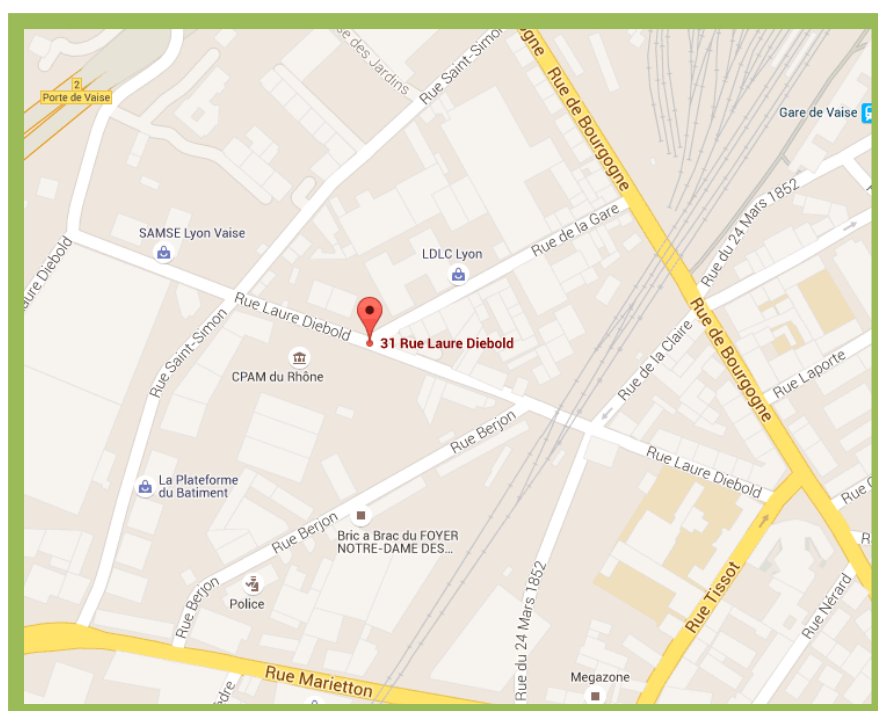 se des Jardins
Rue Saint-Simon
gne
Rue de Bourgogne
2
Porte de Vaise
Gare de Vaise
Rue du 24 Mars 1852
Rue de la Gare
SAMSE Lyon Vaise
LDLC Lyon
aure Diebold
Rue Laure Diebold
31 Rue Laure Diebold
Rue Saint-Simon
CPAM du Rhône
Rue de la Claire
Rue de Bourgogne
Rue Laporte
Rue Berjon
Rue Laure Diebold
La Plateforme
du Batiment
Rue Berjon
Bric a Brac du FOYER
NOTRE-DAME DES...
Rue
R
Police
Rue Berjon
Rue du 24 Mars 1852
Rue Tissot
Rue Nérard
Rue Marietton
dre
Megazone